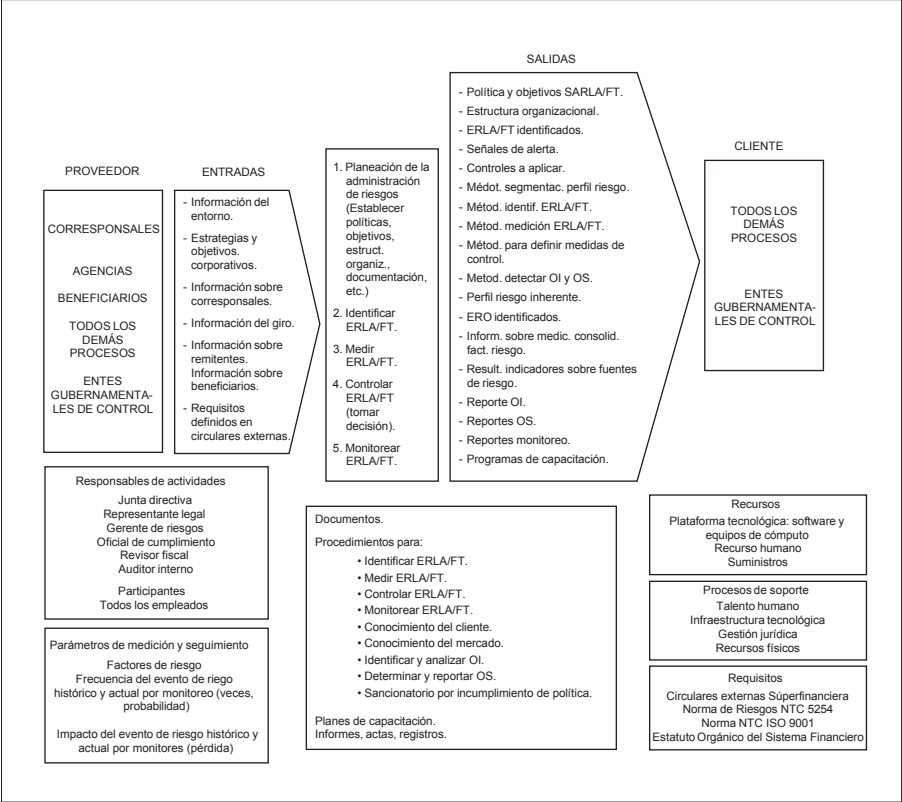 PROVEEDOR
CORRESPONSALES
AGENCIAS
BENEFICIARIOS
TODOS LOS
DEMÁS
PROCESOS
ENTES
GUBERNAMENTA-
LES DE CONTROL
ENTRADAS
- Información del
entorno.
- Estrategias y
objetivos.
corporativos.
- Información sobre
corresponsales.
- Información del giro.
- Información sobre
remitentes.
Información sobre
beneficiarios.
- Requisitos
definidos en
circulares externas.
1. Planeación de la
administración
de riesgos
(Establecer
políticas,
objetivos,
estruct.
organiz.,
documentación,
etc.)
2. Identificar
ERLA/FT.
3. Medir
ERLA/FT.
4. Controlar
ERLA/FT
(tomar
decisión).
5. Monitorear
ERLA/FT.
SALIDAS
- Política y objetivos SARLA/FT.
- Estructura organizacional.
- ERLA/FT identificados.
- Señales de alerta.
- Controles a aplicar.
- Médot. segmentac. perfil riesgo.
- Métod. identif. ERLA/FT.
- Métod. medición ERLA/FT.
- Métod. para definir medidas de
control.
- Metod. detectar OI y OS.
- Perfil riesgo inherente.
- ERO identificados.
- Inform. sobre medic. consolid.
fact. riesgo.
- Result. indicadores sobre fuentes
de riesgo.
- Reporte OI.
- Reportes OS.
- Reportes monitoreo.
- Programas de capacitación.
CLIENTE
TODOS LOS
DEMÁS
PROCESOS
ENTES
GUBERNAMENTA-
LES DE CONTROL
Responsables de actividades
Junta directiva
Representante legal
Gerente de riesgos
Oficial de cumplimiento
Revisor fiscal
Auditor interno
Participantes
Todos los empleados
Parámetros de medición y seguimiento
Factores de riesgo
Frecuencia del evento de riego
histórico y actual por monitoreo (veces,
probabilidad)
Impacto del evento de riesgo histórico y
actual por monitores (pérdida)
Documentos.
Procedimientos para:
• Identificar ERLA/FT.
• Medir ERLA/FT.
• Controlar ERLA/FT.
• Monitorear ERLA/FT.
• Conocimiento del cliente.
• Conocimiento del mercado.
• Identificar y analizar OI.
• Determinar y reportar OS.
• Sancionatorio por incumplimiento de política.
Planes de capacitación.
Informes, actas, registros.
Recursos
Plataforma tecnológica: software y
equipos de cómputo
Recurso humano
Suministros
Procesos de soporte
Talento humano
Infraestructura tecnológica
Gestión jurídica
Recursos físicos
Requisitos
Circulares externas Súperfinanciera
Norma de Riesgos NTC 5254
Norma NTC ISO 9001
Estatuto Orgánico del Sistema Financiero